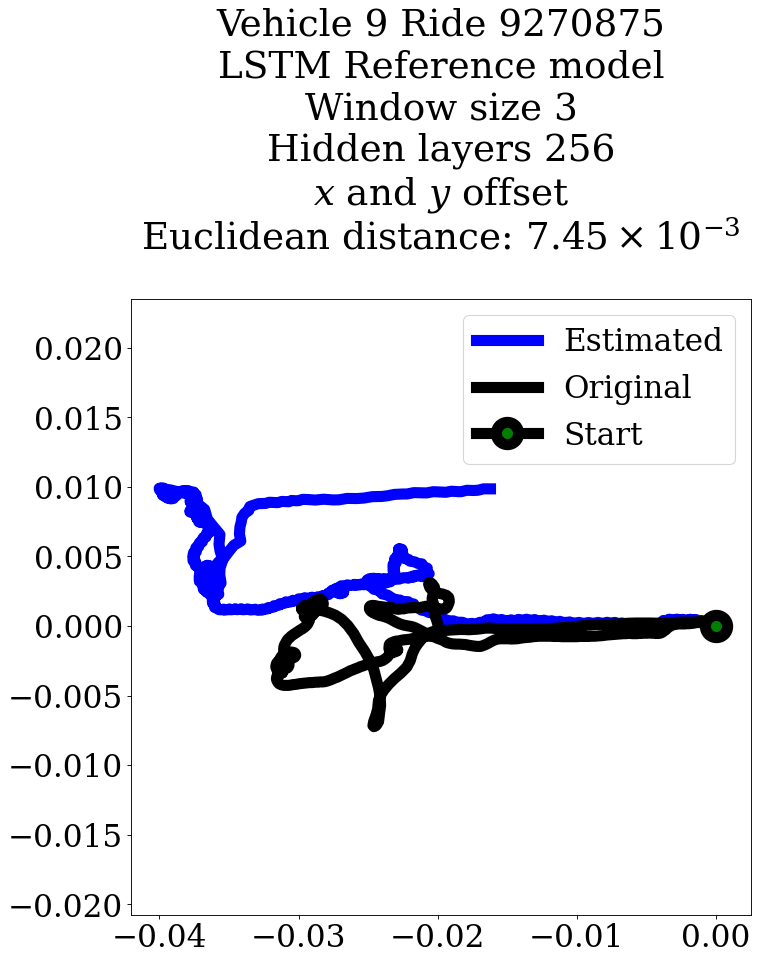 Vehicle 9 Ride 9270875
LSTM Reference model
Window size 3
Hidden layers 256
x and y offset
Euclidean distance: 7.45 × 10⁻³
Estimated
Original
Start
0.020
0.015
0.010
0.005
0.000
−0.005
−0.010
−0.015
−0.020
−0.04 −0.03 −0.02 −0.01 0.00